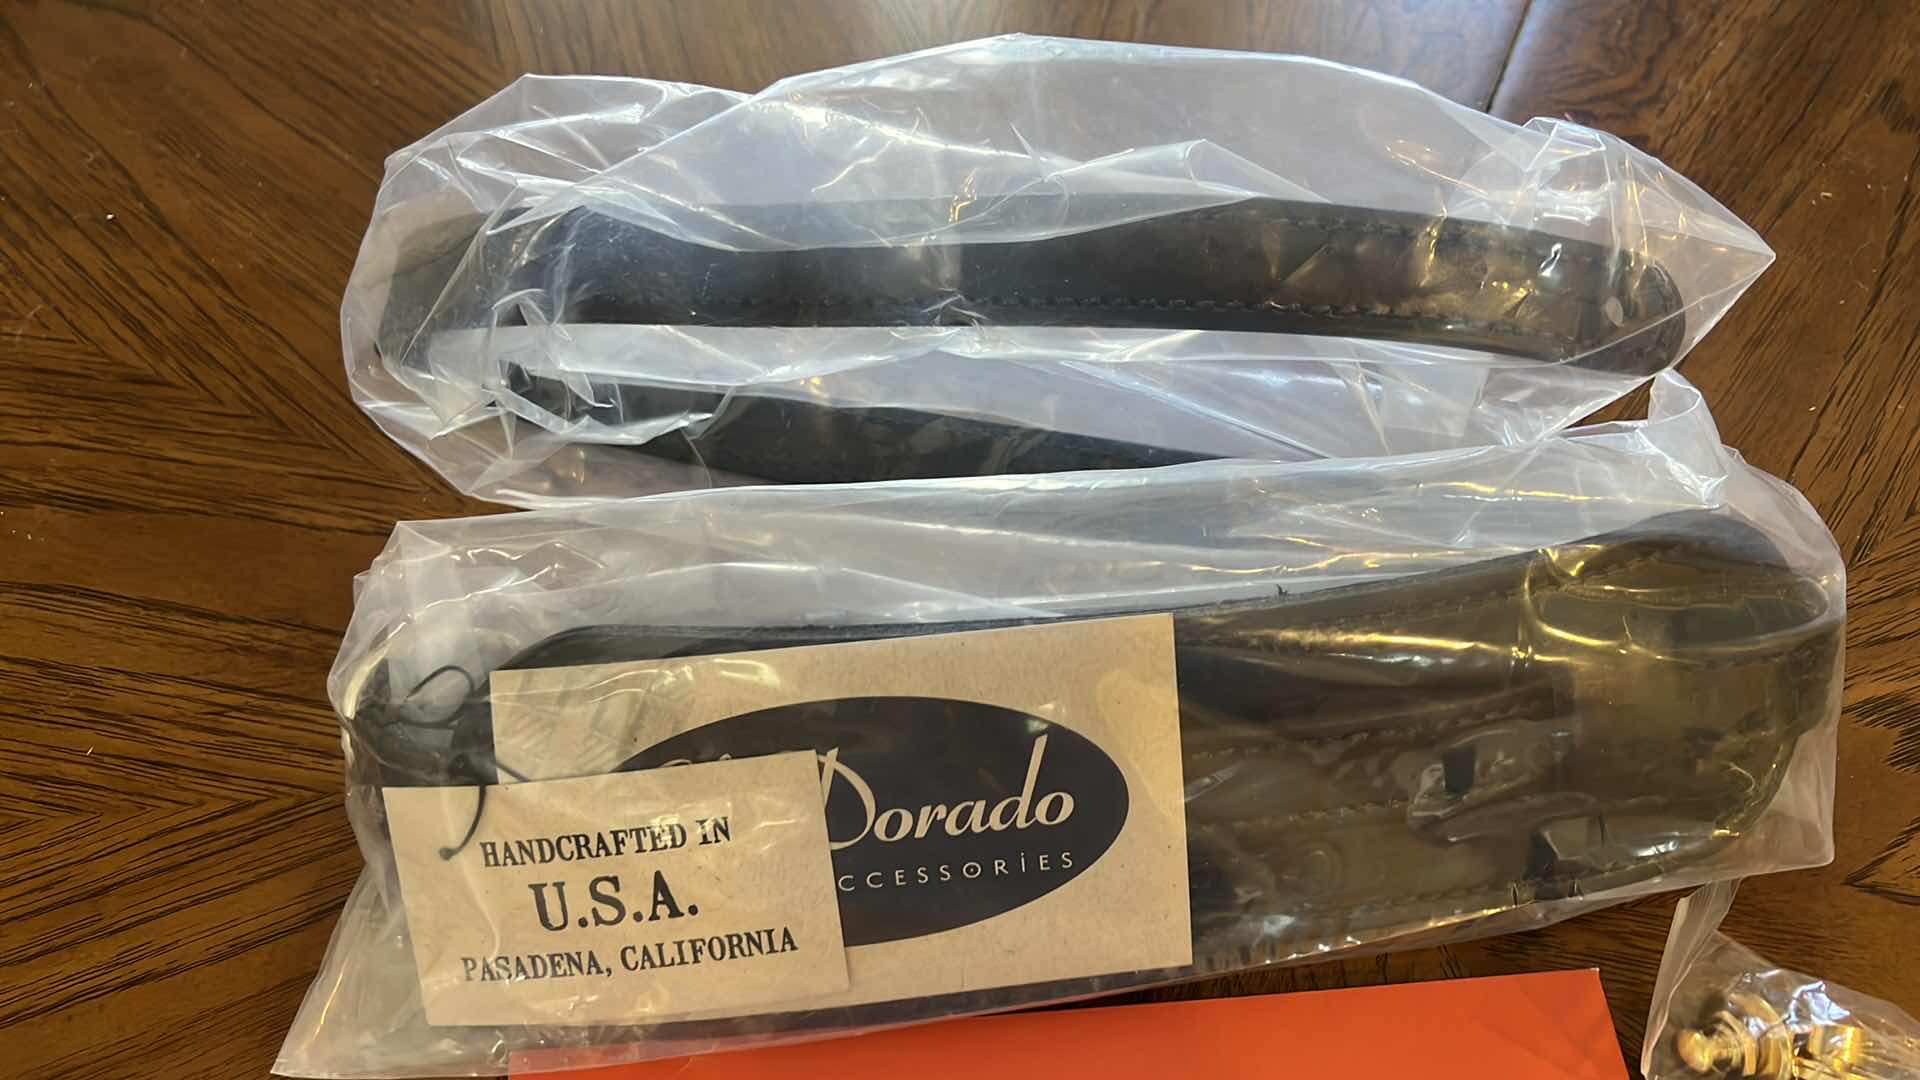 Dorado
CCESSORiES
HANDCRAFTED IN
U.S.A.
PASADENA, CALIFORNIA